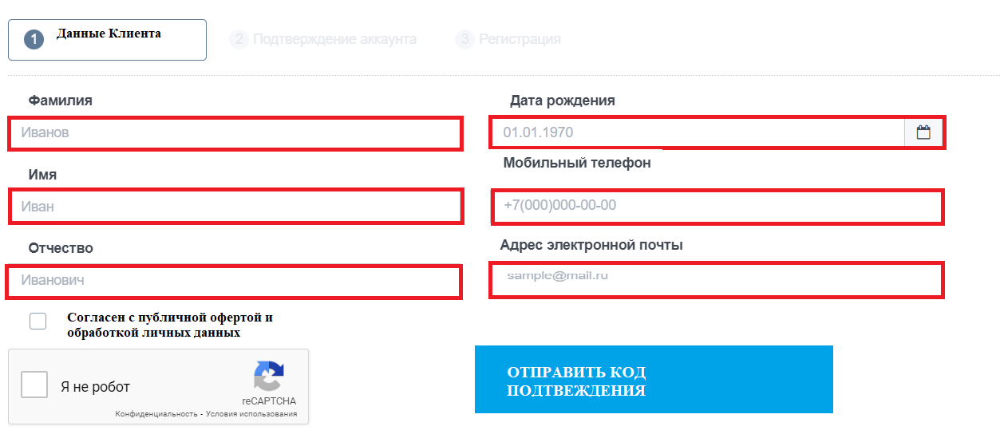 1 Данные Клиента
2 Подтверждение аккаунта
3 Регистрация
Фамилия
Иванов
Имя
Иван
Отчество
Иванович
Дата рождения
01.01.1970
Мобильный телефон
+7(000)000-00-00
Адрес электронной почты
sample@mail.ru
Согласен с публичной офертой и
обработкой личных данных
Я не робот
reCAPTCHA
Конфиденциальность - Условия использования
ОТПРАВИТЬ КОД
ПОДТВЕЖДЕНИЯ